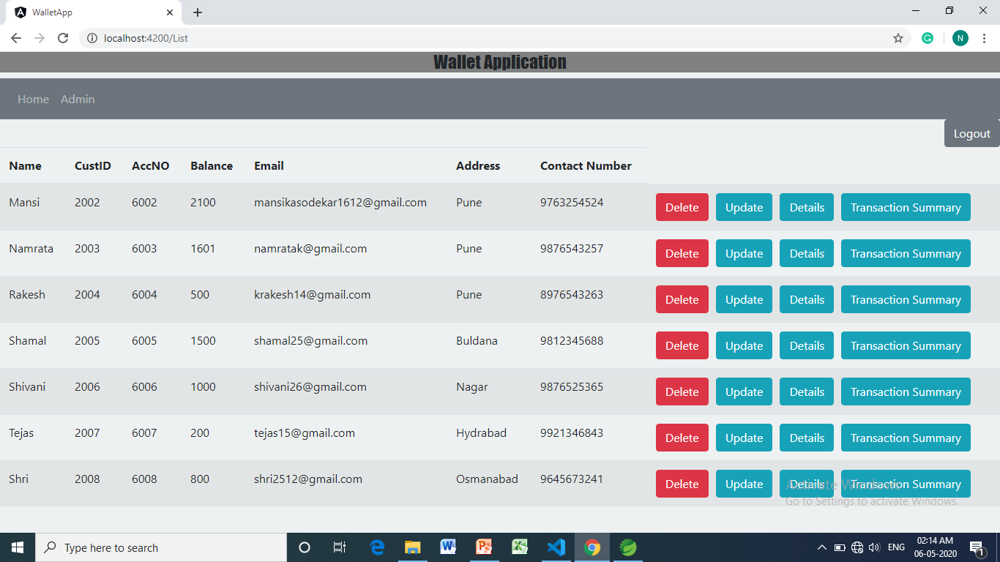 WalletApp
localhost:4200/List
N
Wallet Application
Home Admin
Logout
Name CustID AccNO Balance Email Address Contact Number
Mansi 2002 6002 2100 mansikasodekar1612@gmail.com Pune 9763254524 Delete Update Details Transaction Summary
Namrata 2003 6003 1601 namratak@gmail.com Pune 9876543257 Delete Update Details Transaction Summary
Rakesh 2004 6004 500 krakesh14@gmail.com Pune 8976543263 Delete Update Details Transaction Summary
Shamal 2005 6005 1500 shamal25@gmail.com Buldana 9812345688 Delete Update Details Transaction Summary
Shivani 2006 6006 1000 shivani26@gmail.com Nagar 9876525365 Delete Update Details Transaction Summary
Tejas 2007 6007 200 tejas15@gmail.com Hydrabad 9921346843 Delete Update Details Transaction Summary
Shri 2008 6008 800 shri2512@gmail.com Osmanabad 9645673241 Delete Update Details Transaction Summary
Activate Windows
Go to Settings to activate Windows.
Type here to search
ENG
02:14 AM
06-05-2020
1